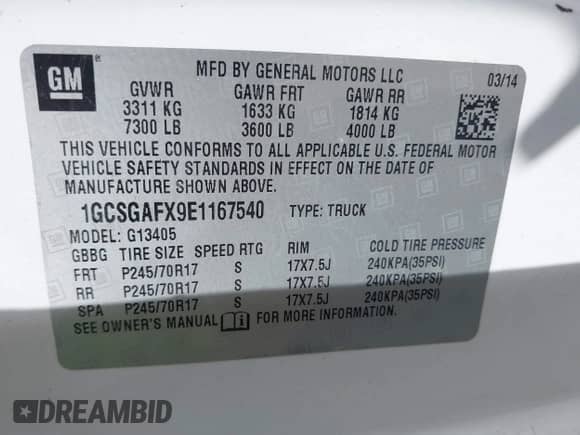 GM
MFD BY GENERAL MOTORS LLC 03/14
GVWR GAWR FRT GAWR RR
3311 KG 1633 KG 1814 KG
7300 LB 3600 LB 4000 LB
THIS VEHICLE CONFORMS TO ALL APPLICABLE U.S. FEDERAL MOTOR
VEHICLE SAFETY STANDARDS IN EFFECT ON THE DATE OF
MANUFACTURE SHOWN ABOVE.
1GCSGAFX9E1167540 TYPE: TRUCK
MODEL: G13405
GBBG TIRE SIZE SPEED RTG RIM COLD TIRE PRESSURE
FRT P245/70R17 S 17X7.5J 240KPA(35PSI)
RR P245/70R17 S 17X7.5J 240KPA(35PSI)
SPA P245/70R17 S 17X7.5J 240KPA(35PSI)
SEE OWNER'S MANUAL FOR MORE INFORMATION.
DREAMBID